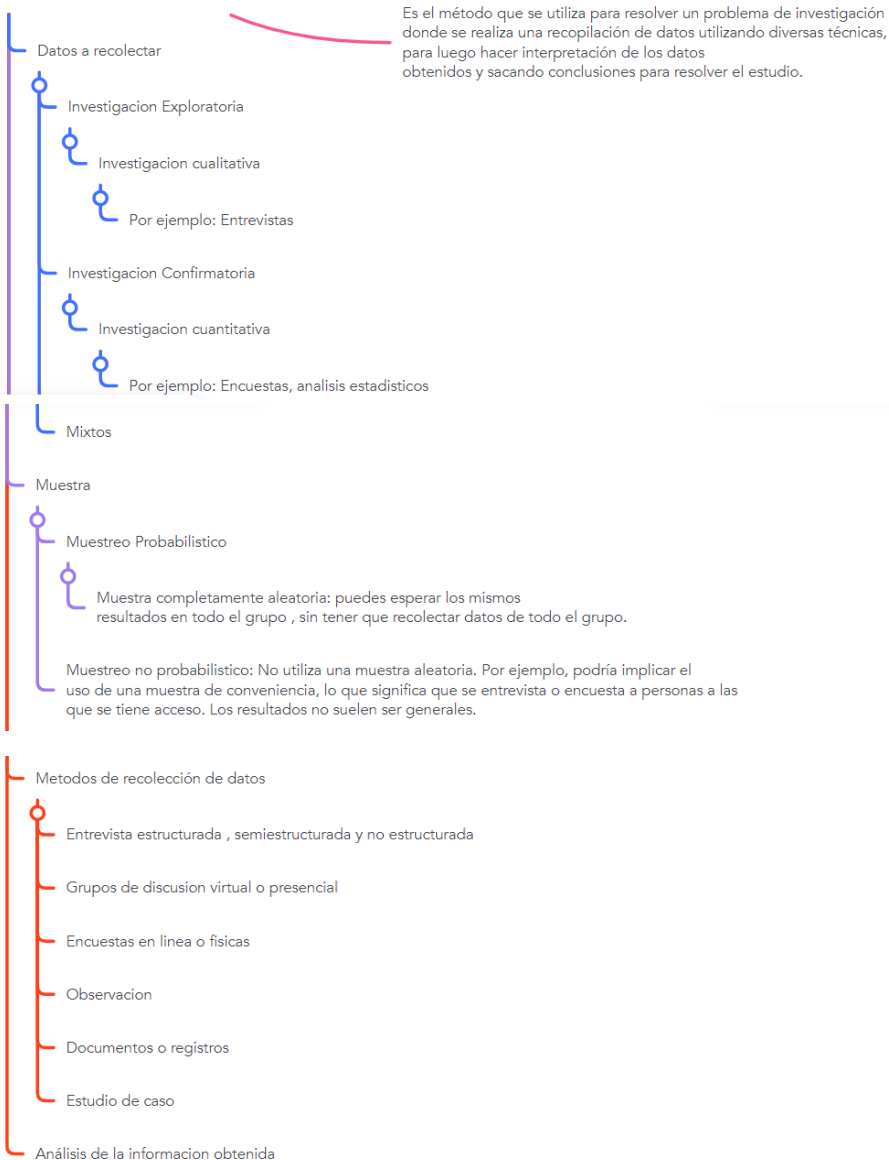 Es el método que se utiliza para resolver un problema de investigación
donde se realiza una recopilación de datos utilizando diversas técnicas,
para luego hacer interpretación de los datos
obtenidos y sacando conclusiones para resolver el estudio.
Datos a recolectar
Investigacion Exploratoria
Investigacion cualitativa
Por ejemplo: Entrevistas
Investigacion Confirmatoria
Investigacion cuantitativa
Por ejemplo: Encuestas, analisis estadisticos
Mixtos
Muestra
Muestreo Probabilistico
Muestra completamente aleatoria: puedes esperar los mismos
resultados en todo el grupo , sin tener que recolectar datos de todo el grupo.
Muestreo no probabilistico: No utiliza una muestra aleatoria. Por ejemplo, podría implicar el
uso de una muestra de conveniencia, lo que significa que se entrevista o encuesta a personas a las
que se tiene acceso. Los resultados no suelen ser generales.
Metodos de recolección de datos
Entrevista estructurada , semiestructurada y no estructurada
Grupos de discusion virtual o presencial
Encuestas en linea o fisicas
Observacion
Documentos o registros
Estudio de caso
Análisis de la informacion obtenida